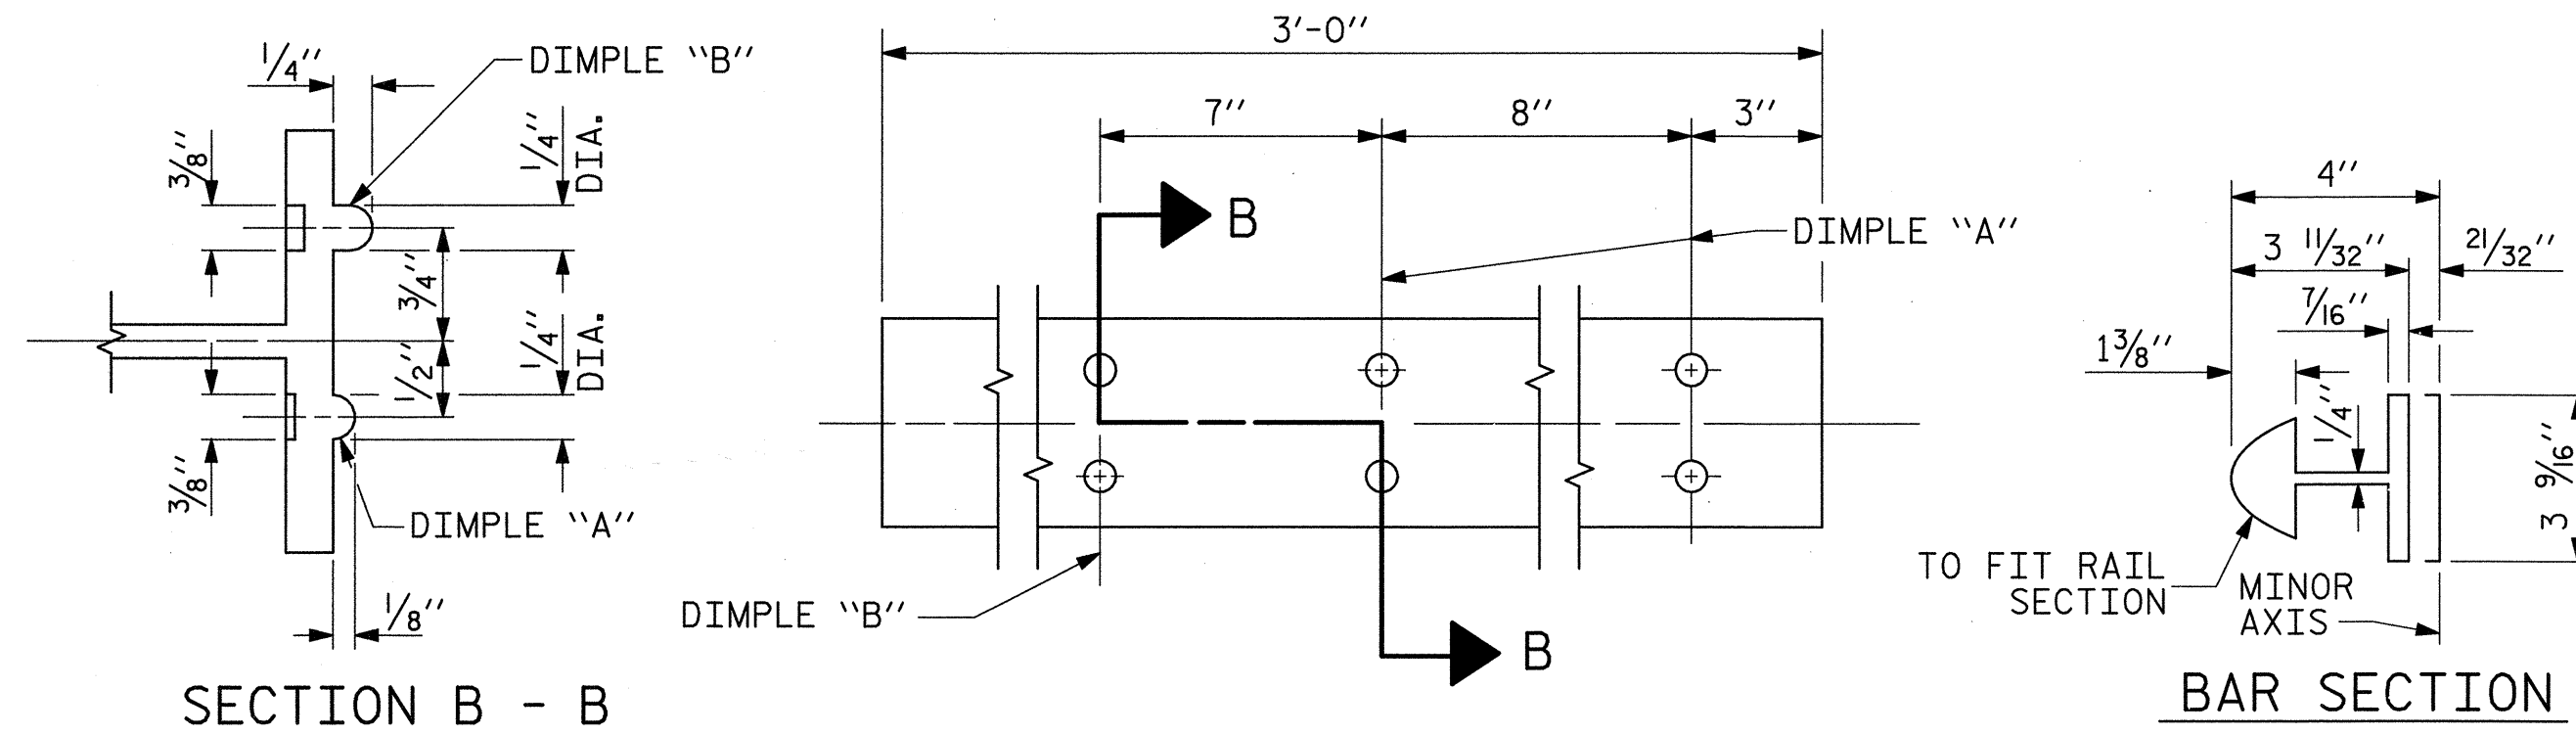 1/4"
DIMPLE "B"
3/8"
1/4"
DIA.
3/4"
1/2"
1/4"
DIA.
3/8"
DIMPLE "A"
1/8"
SECTION B - B
3'-0"
7"
8"
3"
B
DIMPLE "A"
DIMPLE "B"
B
4"
3 11/32"
21/32"
7/16"
1 3/8"
1/4"
3 9/16"
TO FIT RAIL
SECTION
MINOR
AXIS
BAR SECTION